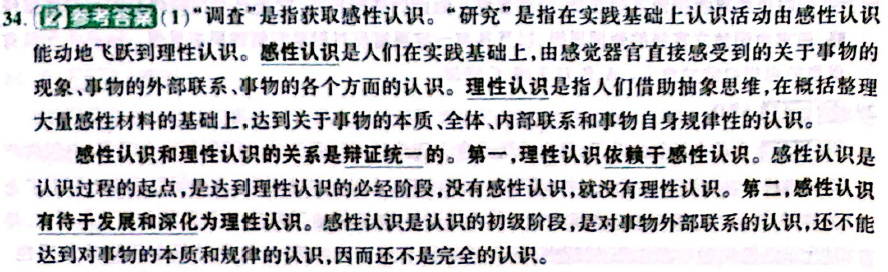 34. 参考答案 (1)“调查”是指获取感性认识。“研究”是指在实践基础上认识活动由感性认识
能动地飞跃到理性认识。感性认识是人们在实践基础上,由感觉器官直接感受到的关于事物的
现象、事物的外部联系、事物的各个方面的认识。理性认识是指人们借助抽象思维,在概括整理
大量感性材料的基础上,达到关于事物的本质、全体、内部联系和事物自身规律性的认识。
感性认识和理性认识的关系是辩证统一的。第一,理性认识依赖于感性认识。感性认识是
认识过程的起点,是达到理性认识的必经阶段,没有感性认识,就没有理性认识。第二,感性认识
有待于发展和深化为理性认识。感性认识是认识的初级阶段,是对事物外部联系的认识,还不能
达到对事物的本质和规律的认识,因而还不是完全的认识。